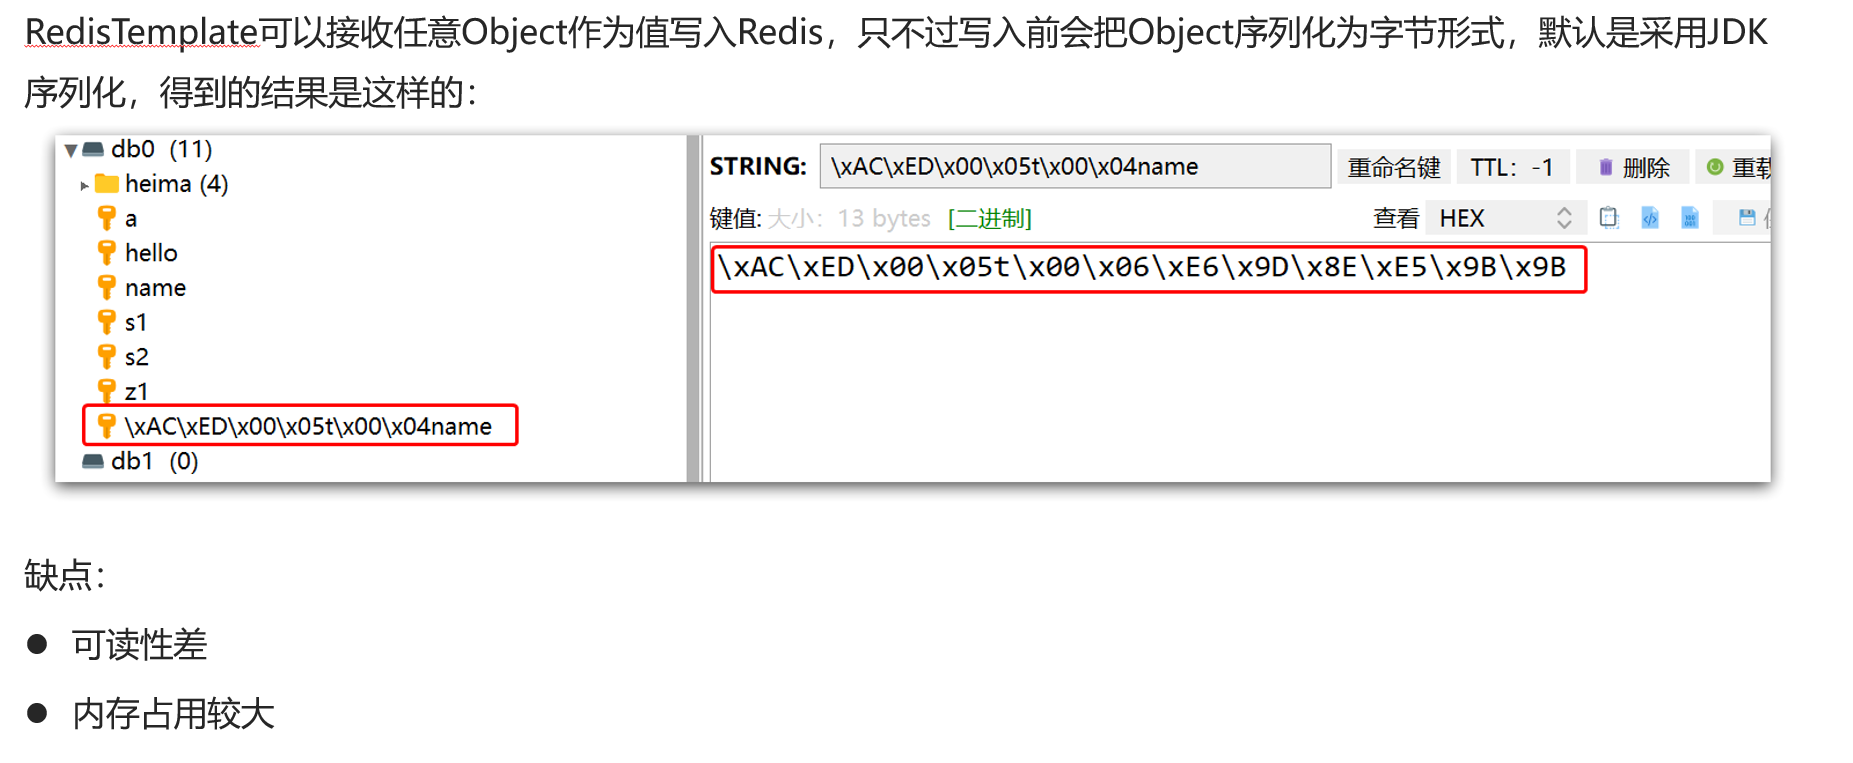 RedisTemplate可以接收任意Object作为值写入Redis，只不过写入前会把Object序列化为字节形式，默认是采用JDK
序列化，得到的结果是这样的：
db0 (11)
heima (4)
a
hello
name
s1
s2
z1
\xAC\xED\x00\x05t\x00\x04name
db1 (0)
STRING: \xAC\xED\x00\x05t\x00\x04name 重命名键 TTL: -1 删除 重载
键值: 大小: 13 bytes [二进制] 查看 HEX
\xAC\xED\x00\x05t\x00\x06\xE6\x9D\x8E\xE5\x9B\x9B
缺点：
● 可读性差
● 内存占用较大